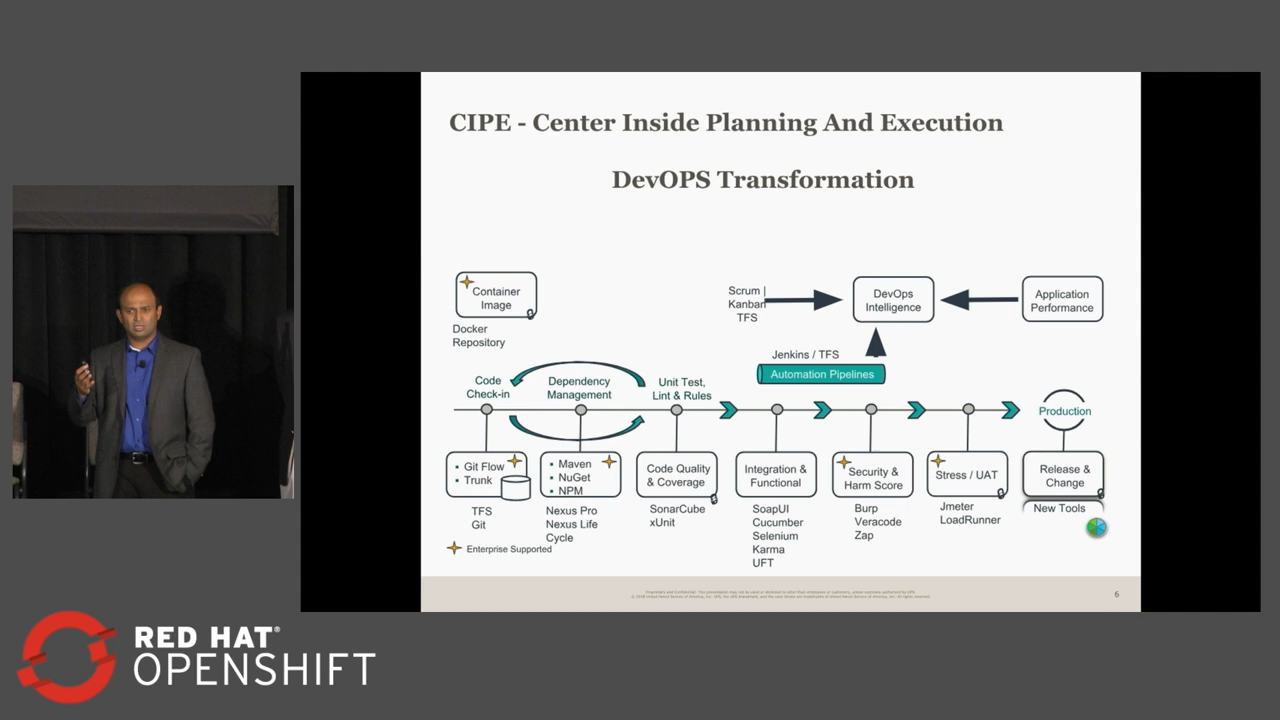 CIPE - Center Inside Planning And Execution
DevOPS Transformation
Container
Image
Docker
Repository
Scrum |
Kanban
TFS
DevOps
Intelligence
Application
Performance
Jenkins / TFS
Automation Pipelines
Code
Check-in
Dependency
Management
Unit Test,
Lint & Rules
Production
▪ Git Flow
▪ Trunk
TFS
Git
▪ Maven
▪ NuGet
▪ NPM
Nexus Pro
Nexus Life
Cycle
Code Quality
& Coverage
SonarCube
xUnit
Integration &
Functional
SoapUI
Cucumber
Selenium
Karma
UFT
Security &
Harm Score
Burp
Veracode
Zap
Stress / UAT
Jmeter
LoadRunner
Release &
Change
New Tools
Enterprise Supported
6
RED HAT®
OPENSHIFT